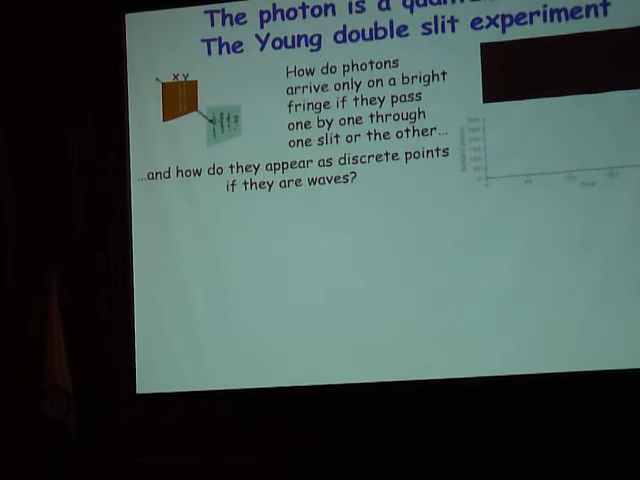 The photon is a
The Young double slit experiment
X Y
How do photons
arrive only on a bright
fringe if they pass
one by one through
one slit or the other...
...and how do they appear as discrete points
if they are waves?